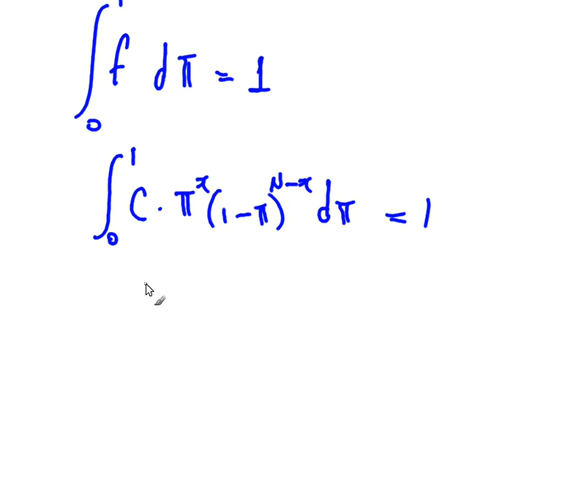 ∫₀¹ f dπ = 1
∫₀¹ C · π^x (1-π)^{N-x} dπ = 1